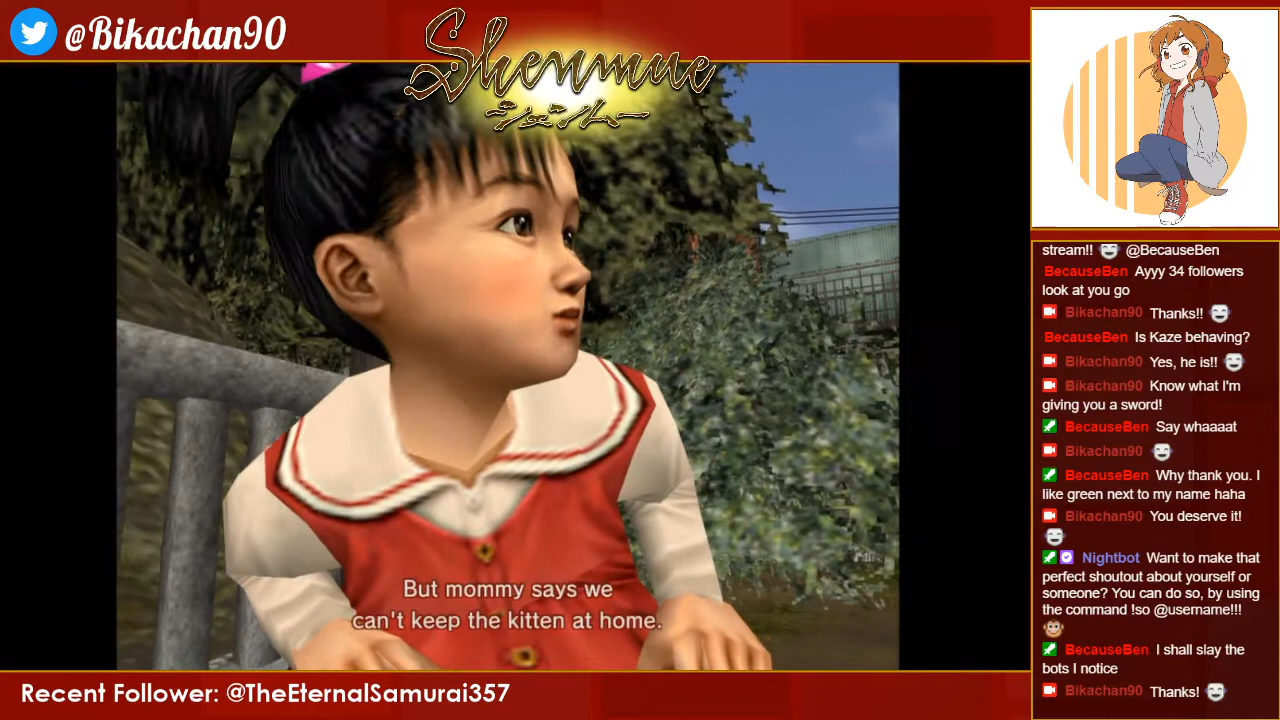 @Bikachan90
Shenmue
シェンムー
But mommy says we
can't keep the kitten at home.
Recent Follower: @TheEternalSamurai357
stream!! @BecauseBen
BecauseBen Ayyy 34 followers
look at you go
Bikachan90 Thanks!!
BecauseBen Is Kaze behaving?
Bikachan90 Yes, he is!!
Bikachan90 Know what I'm
giving you a sword!
BecauseBen Say whaaaat
Bikachan90
BecauseBen Why thank you. I
like green next to my name haha
Bikachan90 You deserve it!
Nightbot Want to make that
perfect shoutout about yourself or
someone? You can do so, by using
the command !so @username!!!
BecauseBen I shall slay the
bots I notice
Bikachan90 Thanks!